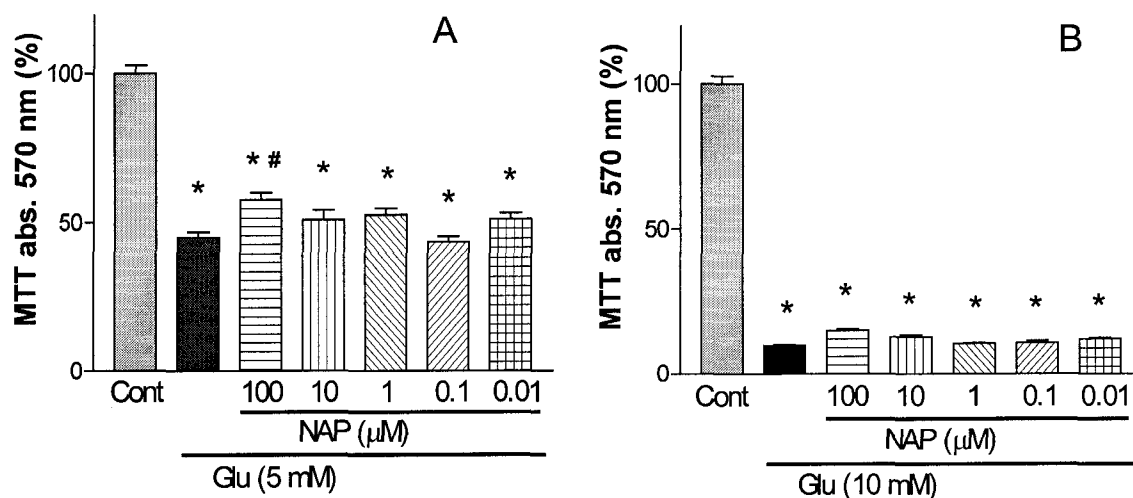 A
MTT abs. 570 nm (%)
100
50
0
*
* #
*
*
*
*
Cont
100 10 1 0.1 0.01
NAP (μM)
Glu (5 mM)
B
MTT abs. 570 nm (%)
100
50
0
*
*
*
*
*
*
Cont
100 10 1 0.1 0.01
NAP (μM)
Glu (10 mM)